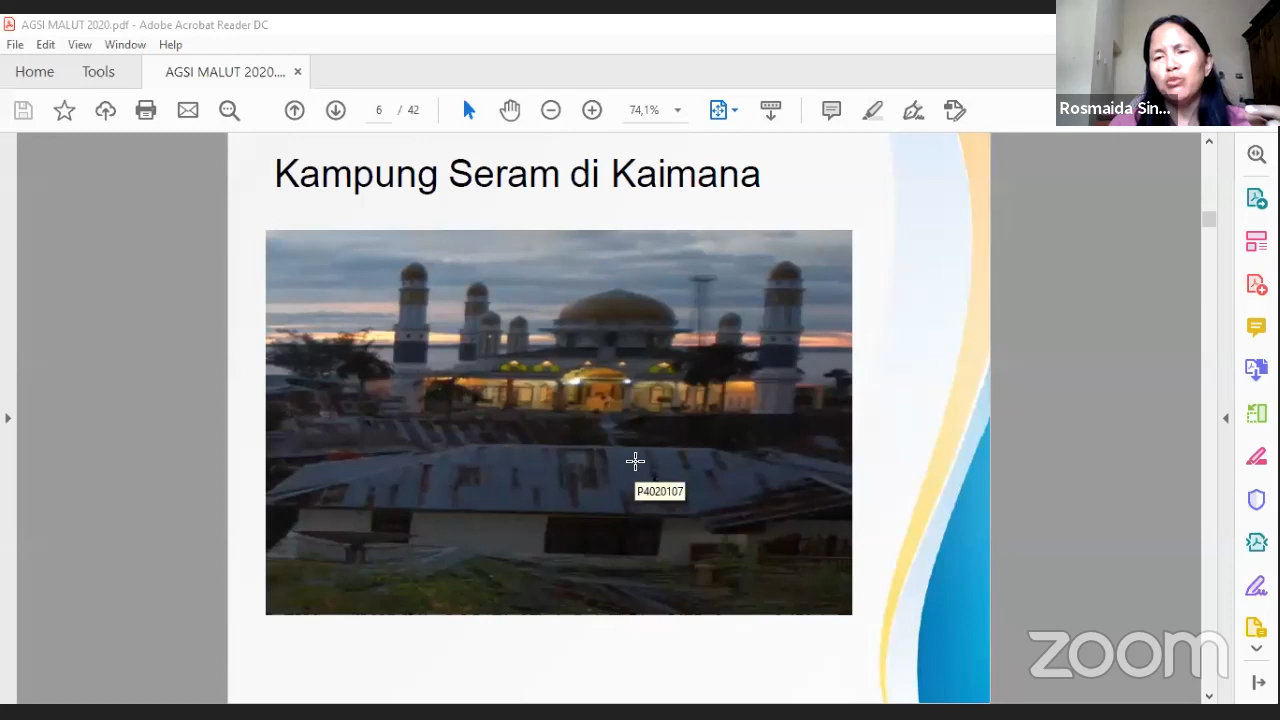 AGSI MALUT 2020.pdf - Adobe Acrobat Reader DC
File Edit View Window Help
Home Tools AGSI MALUT 2020.... ×
6 / 42 74,1%
Rosmaida Sin...
Kampung Seram di Kaimana
P4020107
zoom